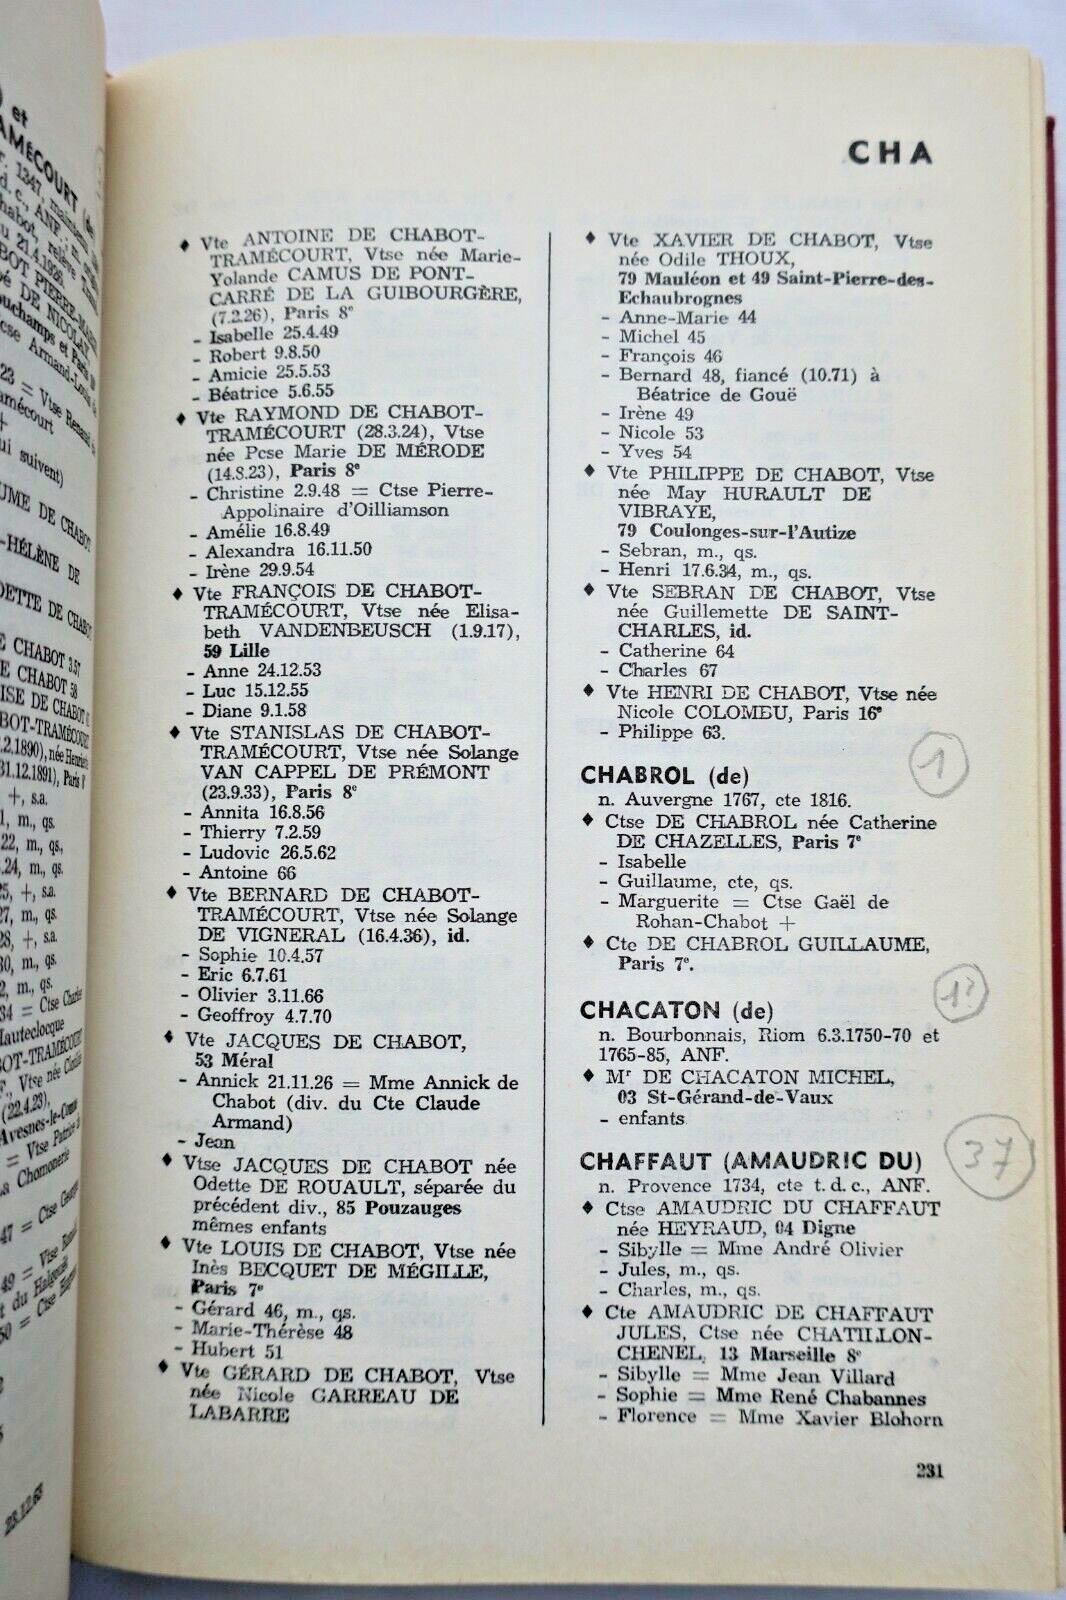 et
CHA
♦ Vte ANTOINE DE CHABOT-
TRAMÉCOURT, Vtse née Marie-
Yolande CAMUS DE PONT-
CARRÉ DE LA GUIBOURGÈRE,
(7.2.26), Paris 8e
- Isabelle 25.4.49
- Robert 9.8.50
- Amicie 25.5.53
- Béatrice 5.6.55
♦ Vte RAYMOND DE CHABOT-
TRAMÉCOURT (28.3.24), Vtse
née Pcse Marie DE MÉRODE
(14.8.23), Paris 8e
- Christine 2.9.48 = Ctse Pierre-
Appolinaire d'Oilliamson
- Amélie 16.8.49
- Alexandra 16.11.50
- Irène 29.9.54
♦ Vte FRANÇOIS DE CHABOT-
TRAMÉCOURT, Vtse née Elisa-
beth VANDENBEUSCH (1.9.17),
59 Lille
- Anne 24.12.53
- Luc 15.12.55
- Diane 9.1.58
♦ Vte STANISLAS DE CHABOT-
TRAMÉCOURT, Vtse née Solange
VAN CAPPEL DE PRÉMONT
(23.9.33), Paris 8e
- Annita 16.8.56
- Thierry 7.2.59
- Ludovic 26.5.62
- Antoine 66
♦ Vte BERNARD DE CHABOT-
TRAMÉCOURT, Vtse née Solange
DE VIGNERAL (16.4.36), id.
- Sophie 10.4.57
- Eric 6.7.61
- Olivier 3.11.66
- Geoffroy 4.7.70
♦ Vte JACQUES DE CHABOT,
53 Méral
- Annick 21.11.26 = Mme Annick de
Chabot (div. du Cte Claude
Armand)
- Jean
♦ Vtse JACQUES DE CHABOT née
Odette DE ROUAULT, séparée du
précédent div., 85 Pouzauges
mêmes enfants
♦ Vte LOUIS DE CHABOT, Vtse née
Inès BECQUET DE MÉGILLE,
Paris 7e
- Gérard 46, m., qs.
- Marie-Thérèse 48
- Hubert 51
♦ Vte GÉRARD DE CHABOT, Vtse
née Nicole GARREAU DE
LABARRE
♦ Vte XAVIER DE CHABOT, Vtse
née Odile THOUX,
79 Mauléon et 49 Saint-Pierre-des-
Echaubrognes
- Anne-Marie 44
- Michel 45
- François 46
- Bernard 48, fiancé (10.71) à
Béatrice de Gouë
- Irène 49
- Nicole 53
- Yves 54
♦ Vte PHILIPPE DE CHABOT, Vtse
née May HURAULT DE
VIBRAYE,
79 Coulonges-sur-l'Autize
- Sebran, m., qs.
- Henri 17.6.34, m., qs.
♦ Vte SEBRAN DE CHABOT, Vtse
née Guillemette DE SAINT-
CHARLES, id.
- Catherine 64
- Charles 67
♦ Vte HENRI DE CHABOT, Vtse née
Nicole COLOMBU, Paris 16e
- Philippe 63.
CHABROL (de)
1
n. Auvergne 1767, cte 1816.
♦ Ctse DE CHABROL née Catherine
DE CHAZELLES, Paris 7e
- Isabelle
- Guillaume, cte, qs.
- Marguerite = Ctse Gaël de
Rohan-Chabot +
♦ Cte DE CHABROL GUILLAUME,
Paris 7e.
CHACATON (de)
1?
n. Bourbonnais, Riom 6.3.1750-70 et
1765-85, ANF.
♦ Mr DE CHACATON MICHEL,
03 St-Gérand-de-Vaux
- enfants
CHAFFAUT (AMAUDRIC DU)
37
n. Provence 1734, cte t.d.c., ANF.
♦ Ctse AMAUDRIC DU CHAFFAUT
née HEYRAUD, 04 Digne
- Sibylle = Mme André Olivier
- Jules, m., qs.
- Charles, m., qs.
♦ Cte AMAUDRIC DE CHAFFAUT
JULES, Ctse née CHATILLON-
CHENEL, 13 Marseille 8e
- Sibylle = Mme Jean Villard
- Sophie = Mme René Chabannes
- Florence = Mme Xavier Blohorn
231